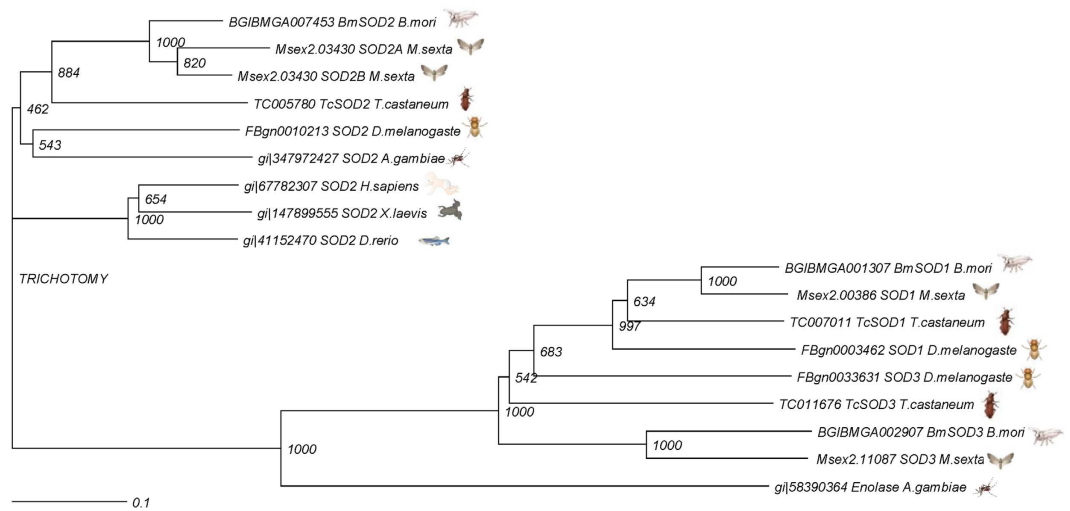 BGIBMGA007453 BmSOD2 B.mori
1000
Msex2.03430 SOD2A M.sexta
820
884
Msex2.03430 SOD2B M.sexta
TC005780 TcSOD2 T.castaneum
462
FBgn0010213 SOD2 D.melanogaste
543
gi|347972427 SOD2 A.gambiae
gi|67782307 SOD2 H.sapiens
654
gi|147899555 SOD2 X.laevis
1000
gi|41152470 SOD2 D.rerio
TRICHOTOMY
BGIBMGA001307 BmSOD1 B.mori
1000
Msex2.00386 SOD1 M.sexta
634
TC007011 TcSOD1 T.castaneum
997
FBgn0003462 SOD1 D.melanogaste
683
FBgn0033631 SOD3 D.melanogaste
542
TC011676 TcSOD3 T.castaneum
1000
BGIBMGA002907 BmSOD3 B.mori
1000
Msex2.11087 SOD3 M.sexta
1000
gi|58390364 Enolase A.gambiae
0.1